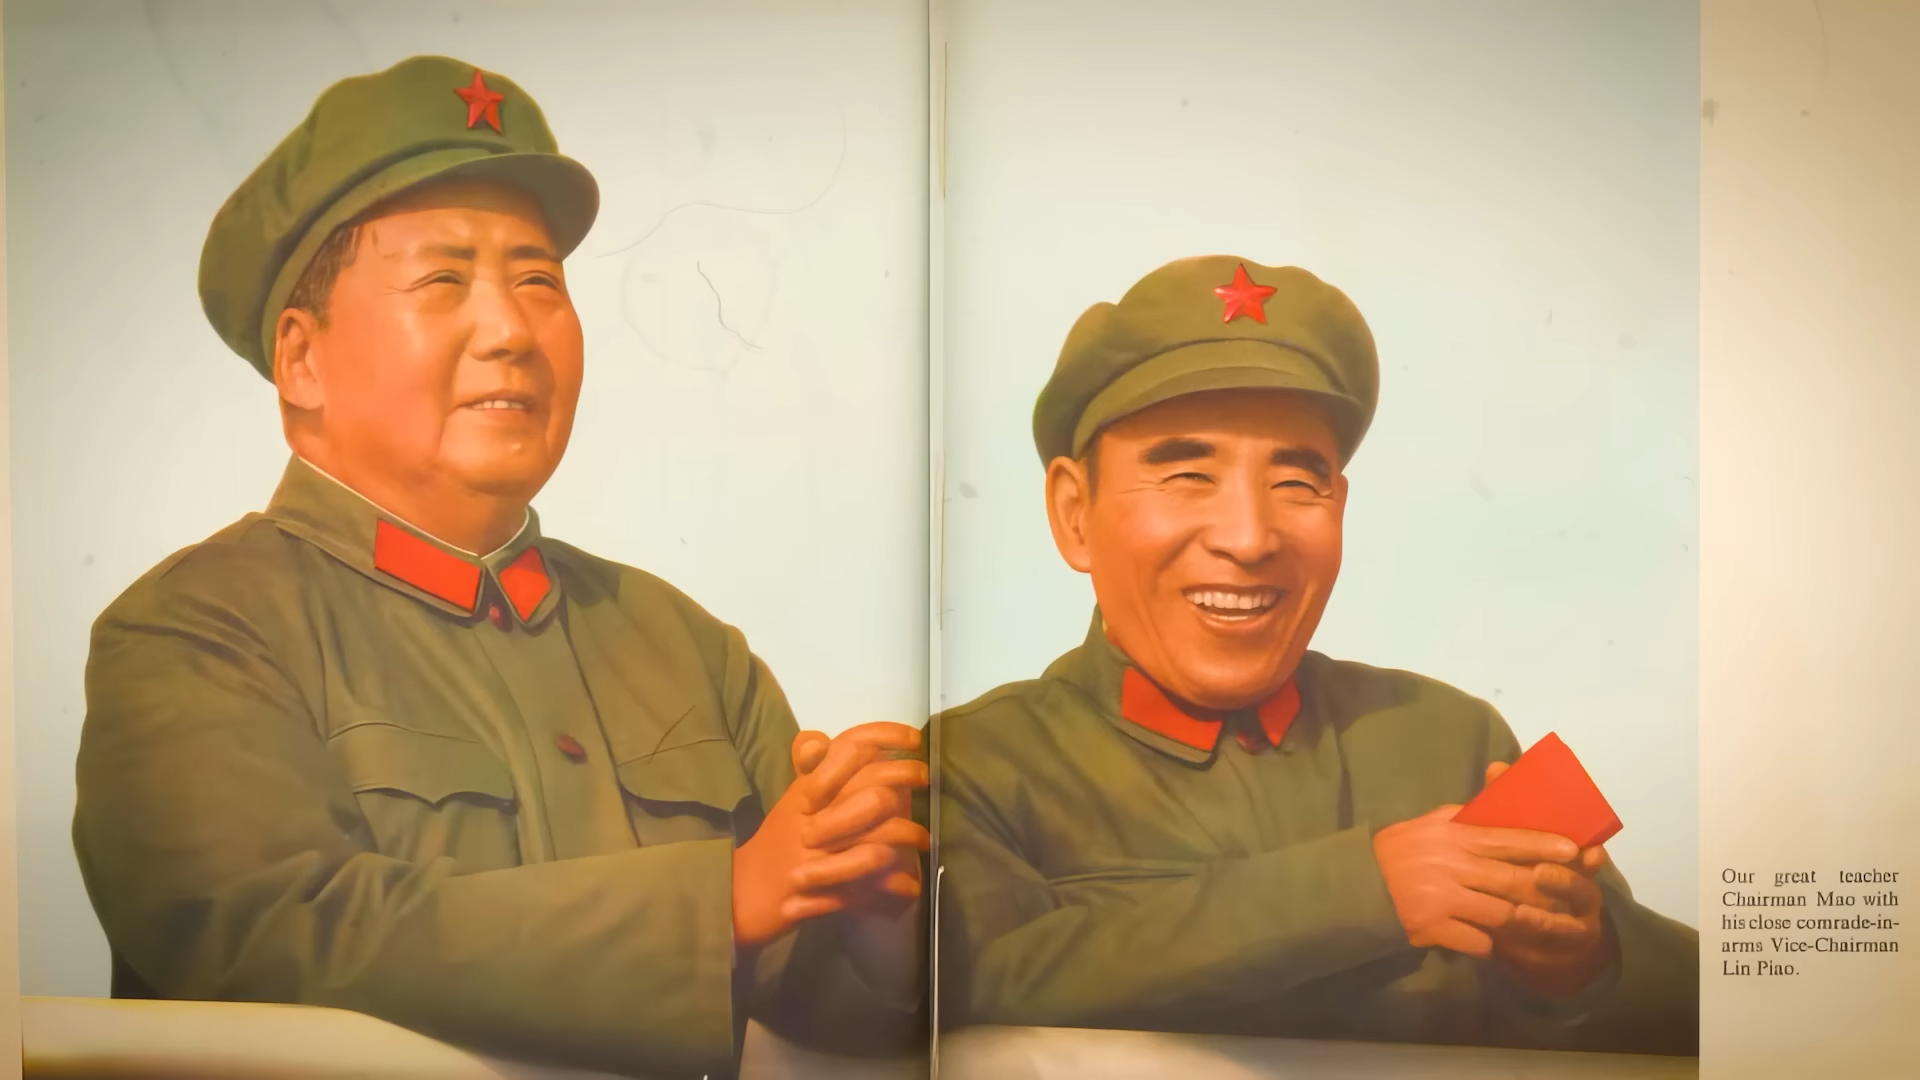 Our great teacher
Chairman Mao with
his close comrade-in-
arms Vice-Chairman
Lin Piao.